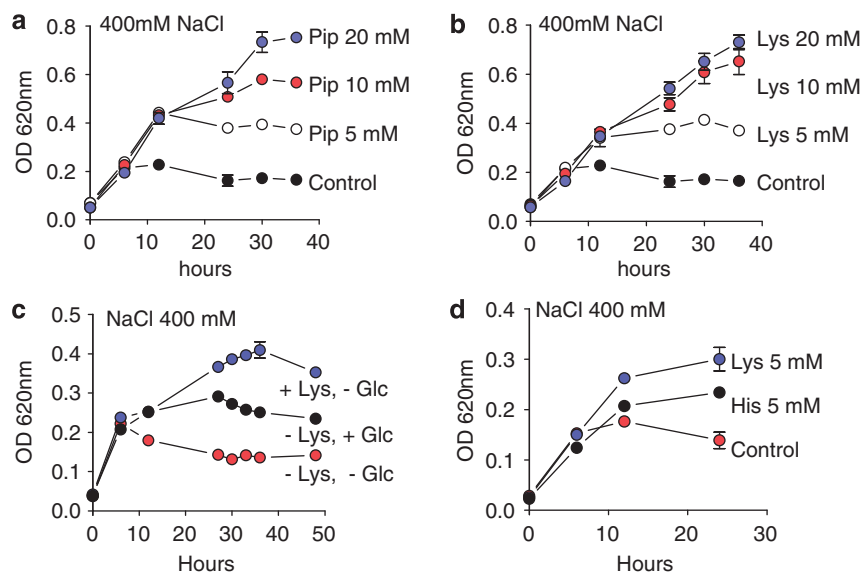 a
400mM NaCl
OD 620nm
0.8
0.6
0.4
0.2
0.0
0
10
20
30
40
hours
Pip 20 mM
Pip 10 mM
Pip 5 mM
Control
b
400mM NaCl
OD 620nm
0.8
0.6
0.4
0.2
0.0
0
10
20
30
40
hours
Lys 20 mM
Lys 10 mM
Lys 5 mM
Control
c
NaCl 400 mM
OD 620nm
0.5
0.4
0.3
0.2
0.1
0.0
0
10
20
30
40
50
Hours
+ Lys, - Glc
- Lys, + Glc
- Lys, - Glc
d
NaCl 400 mM
OD 620nm
0.4
0.3
0.2
0.1
0.0
0
10
20
30
Hours
Lys 5 mM
His 5 mM
Control